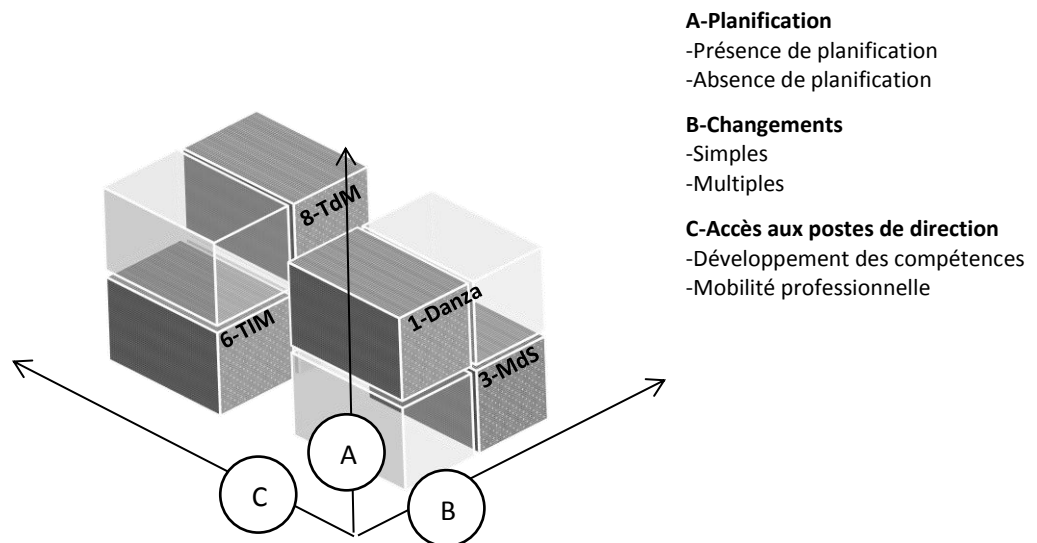 A-Planification
-Présence de planification
-Absence de planification
B-Changements
-Simples
-Multiples
C-Accès aux postes de direction
-Développement des compétences
-Mobilité professionnelle
8-TdM
1-Danza
6-TIM
3-MdS
A
C
B